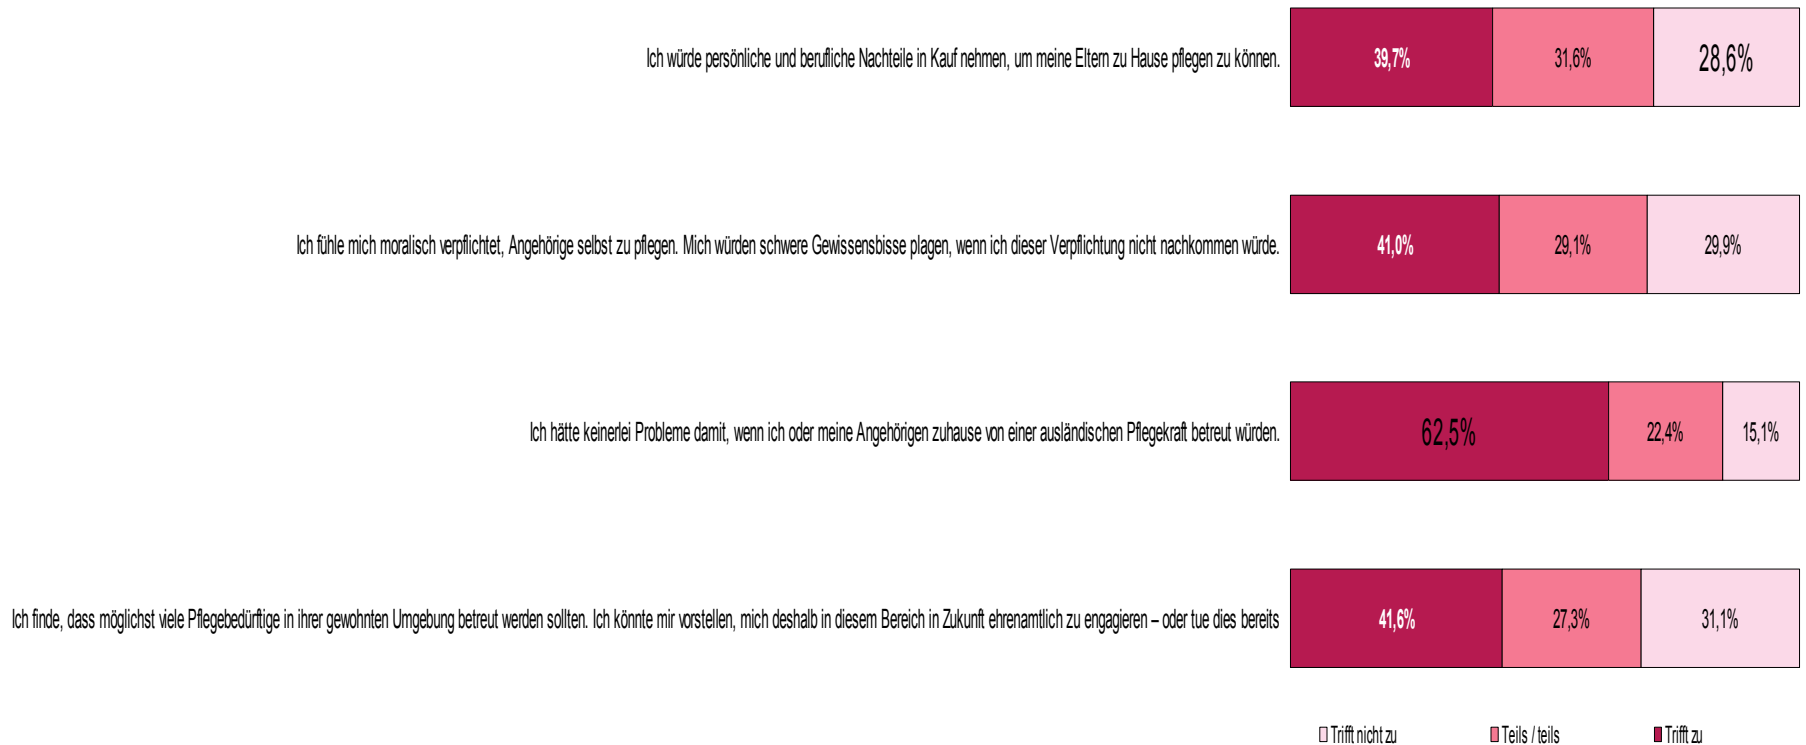 Ich würde persönliche und berufliche Nachteile in Kauf nehmen, um meine Eltern zu Hause pflegen zu können.
39,7%
31,6%
28,6%
Ich fühle mich moralisch verpflichtet, Angehörige selbst zu pflegen. Mich würden schwere Gewissensbisse plagen, wenn ich dieser Verpflichtung nicht nachkommen würde.
41,0%
29,1%
29,9%
Ich hätte keinerlei Probleme damit, wenn ich oder meine Angehörigen zuhause von einer ausländischen Pflegekraft betreut würden.
62,5%
22,4%
15,1%
Ich finde, dass möglichst viele Pflegebedürftige in ihrer gewohnten Umgebung betreut werden sollten. Ich könnte mir vorstellen, mich deshalb in diesem Bereich in Zukunft ehrenamtlich zu engagieren – oder tue dies bereits
41,6%
27,3%
31,1%
Trifft nicht zu
Teils / teils
Trifft zu